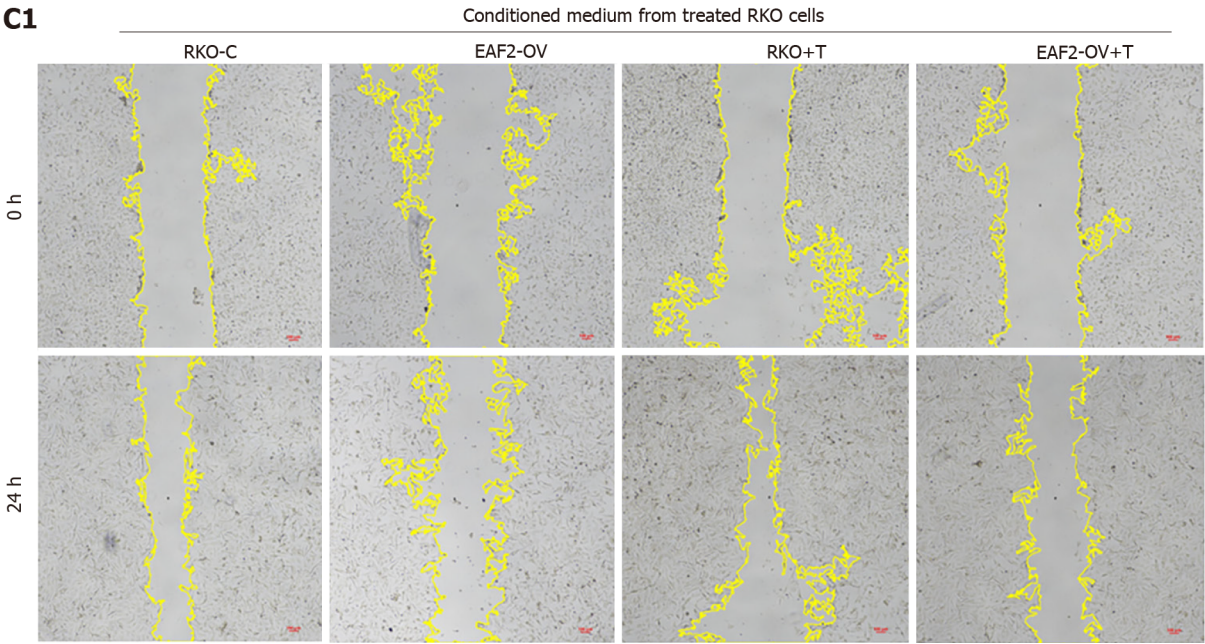 C1
Conditioned medium from treated RKO cells
RKO-C EAF2-OV RKO+T EAF2-OV+T
0 h
24 h